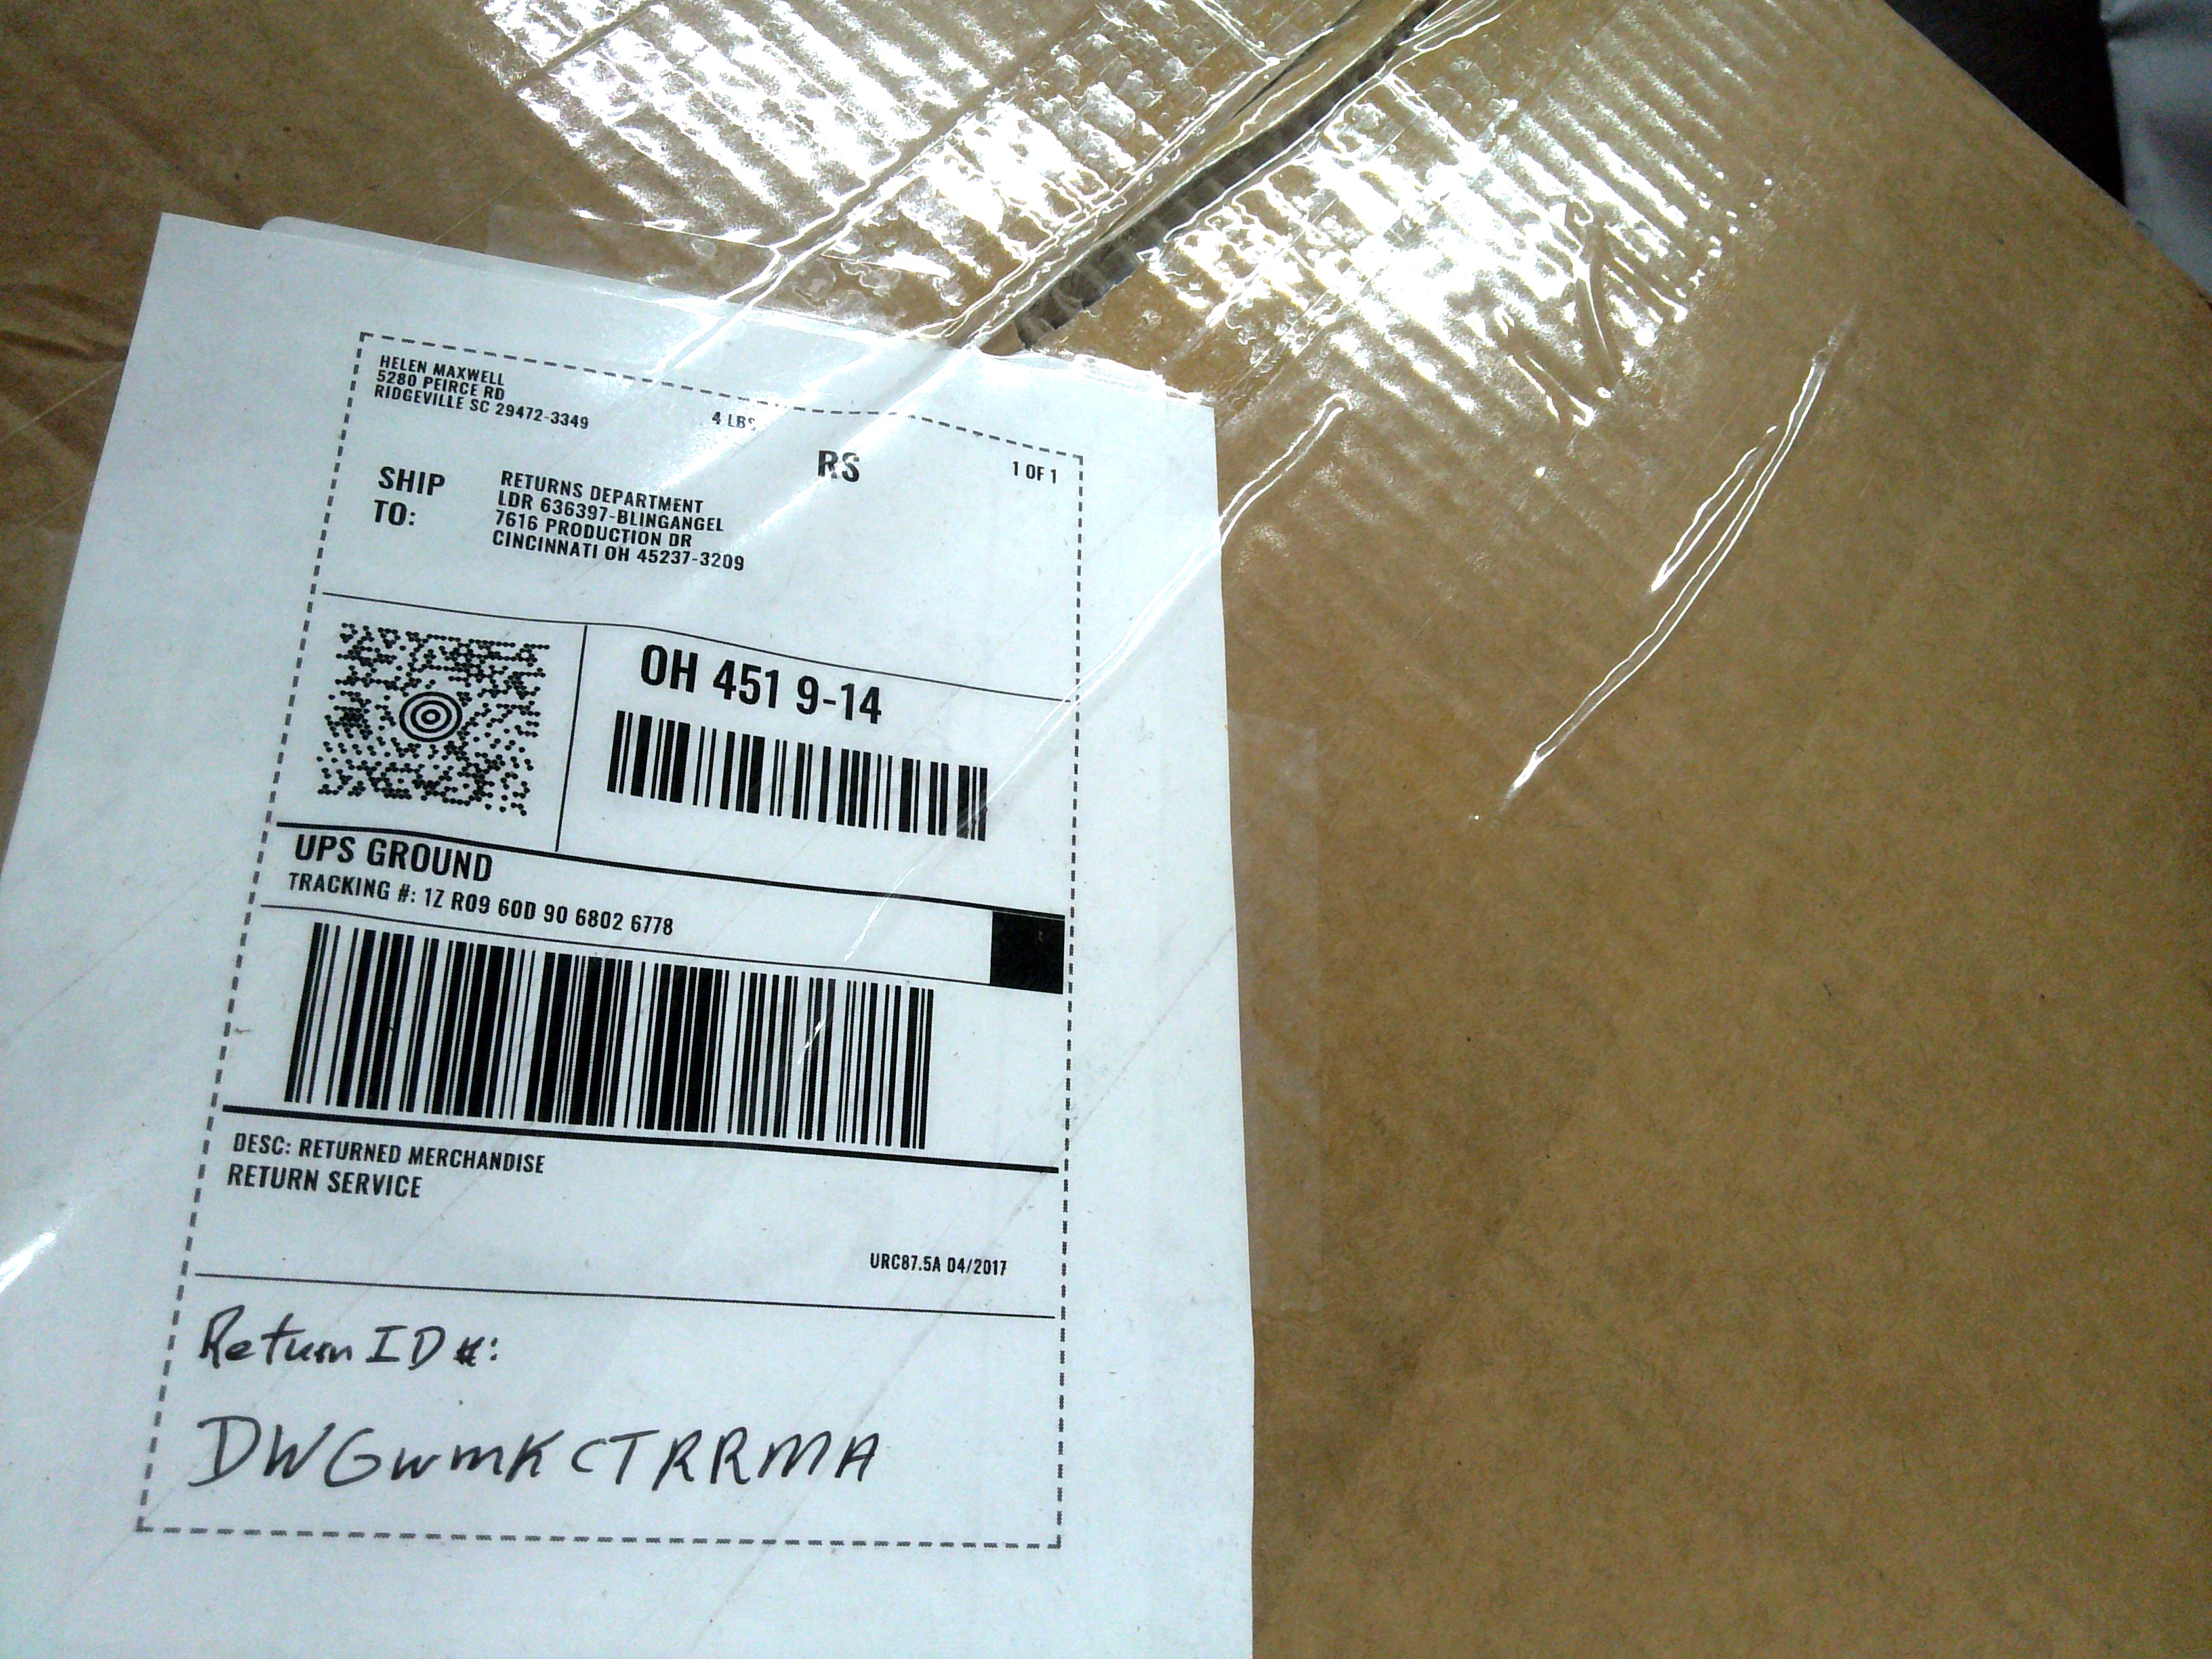 HELEN MAXWELL
5280 PEIRCE RD
RIDGEVILLE SC 29472-3349
4 LBS
RS
1 OF 1
SHIP
TO:
RETURNS DEPARTMENT
LDR 636397-BLINGANGEL
7616 PRODUCTION DR
CINCINNATI OH 45237-3209
OH 451 9-14
UPS GROUND
TRACKING #: 1Z R09 60D 90 6802 6778
DESC: RETURNED MERCHANDISE
RETURN SERVICE
URC87.5A 04/2017
Return ID #:
DWGwmKCTRRMA